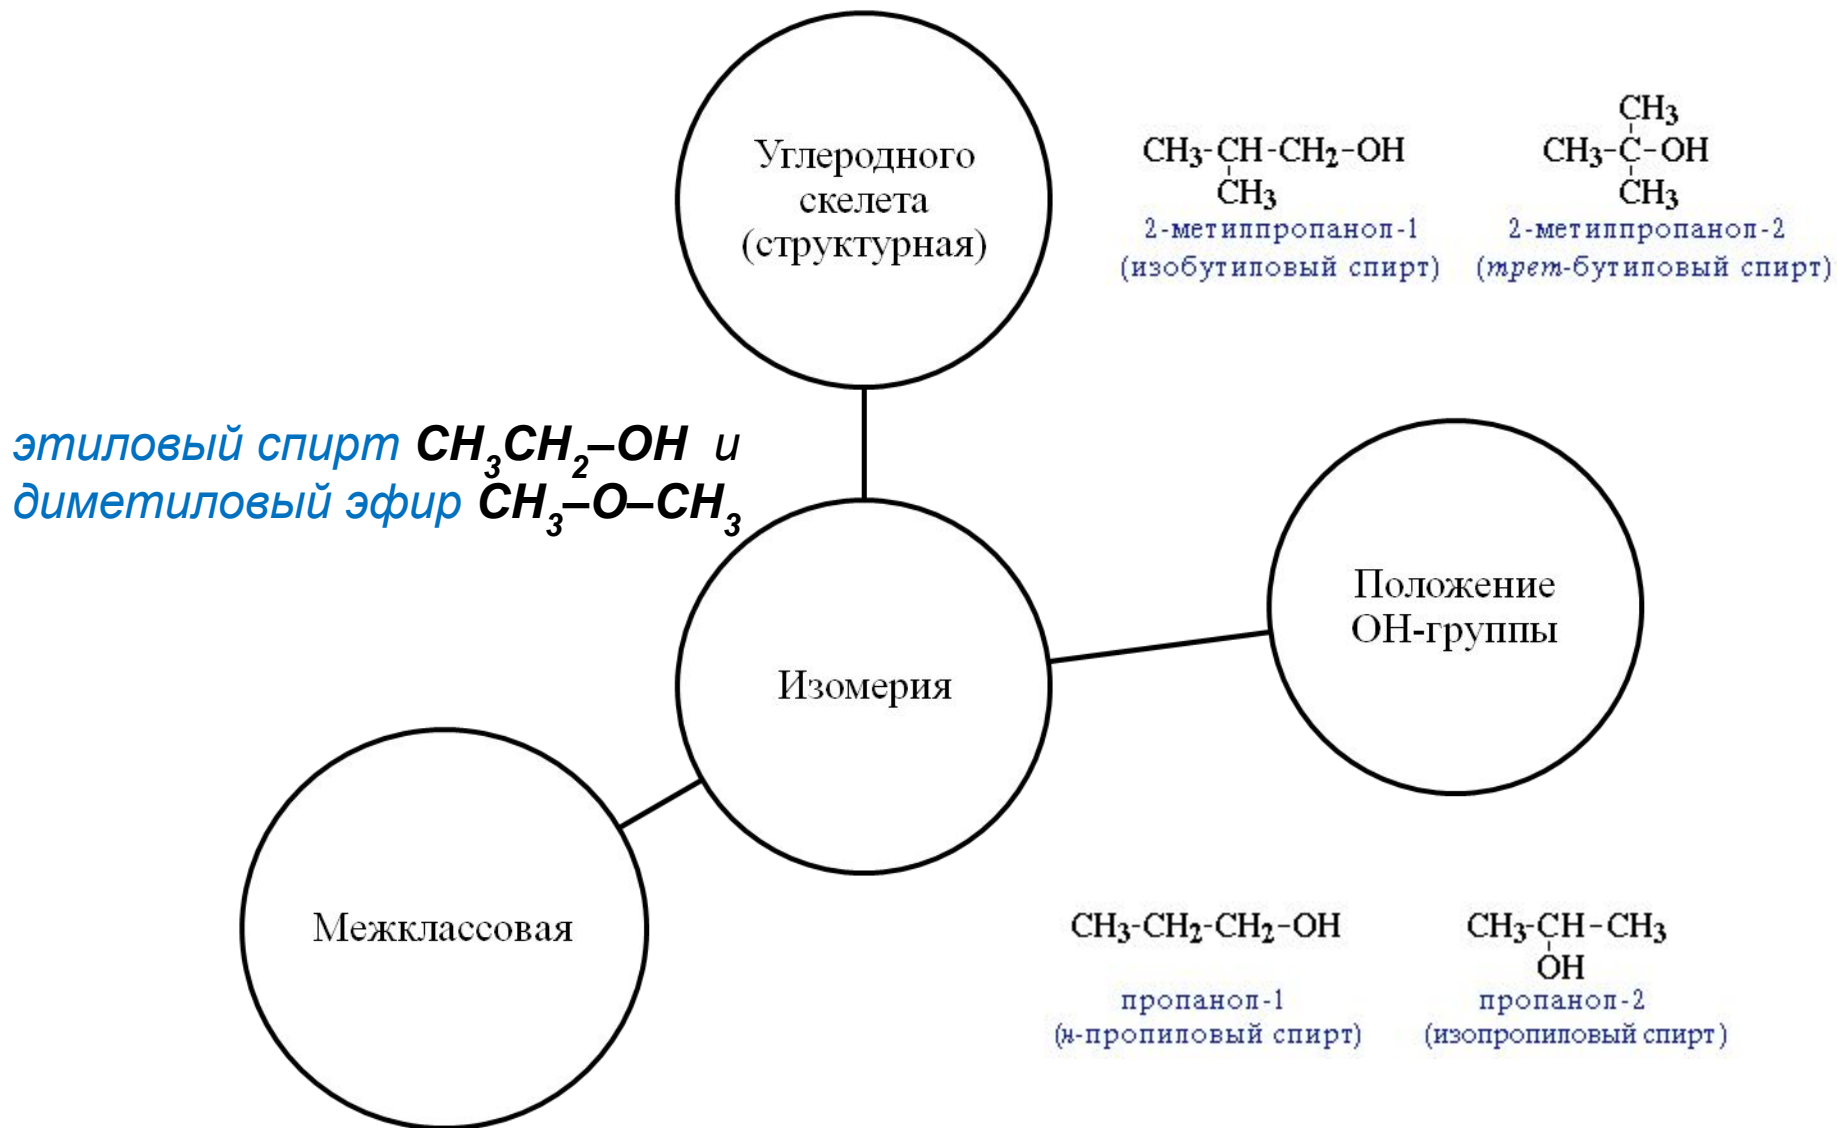 Углеродного
скелета
(структурная)
CH₃-CH-CH₂-OH
CH₃
2-метилпропанол-1
(изобутиловый спирт)
CH₃
CH₃-C-OH
CH₃
2-метилпропанол-2
(трет-бутиловый спирт)
этиловый спирт CH₃CH₂–OH и
диметиловый эфир CH₃–O–CH₃
Положение
ОН-группы
Изомерия
Межклассовая
CH₃-CH₂-CH₂-OH
пропанол-1
(н-пропиловый спирт)
CH₃-CH-CH₃
OH
пропанол-2
(изопропиловый спирт)